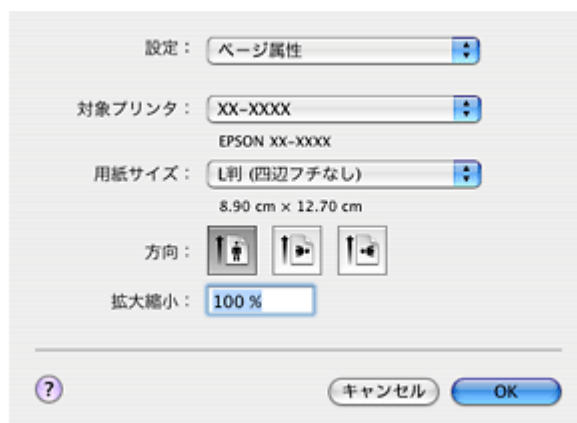 設定： ページ属性
対象プリンタ： XX-XXXX
EPSON XX-XXXX
用紙サイズ： L判 (四辺フチなし)
8.90 cm × 12.70 cm
方向：
拡大縮小： 100 %
? キャンセル OK